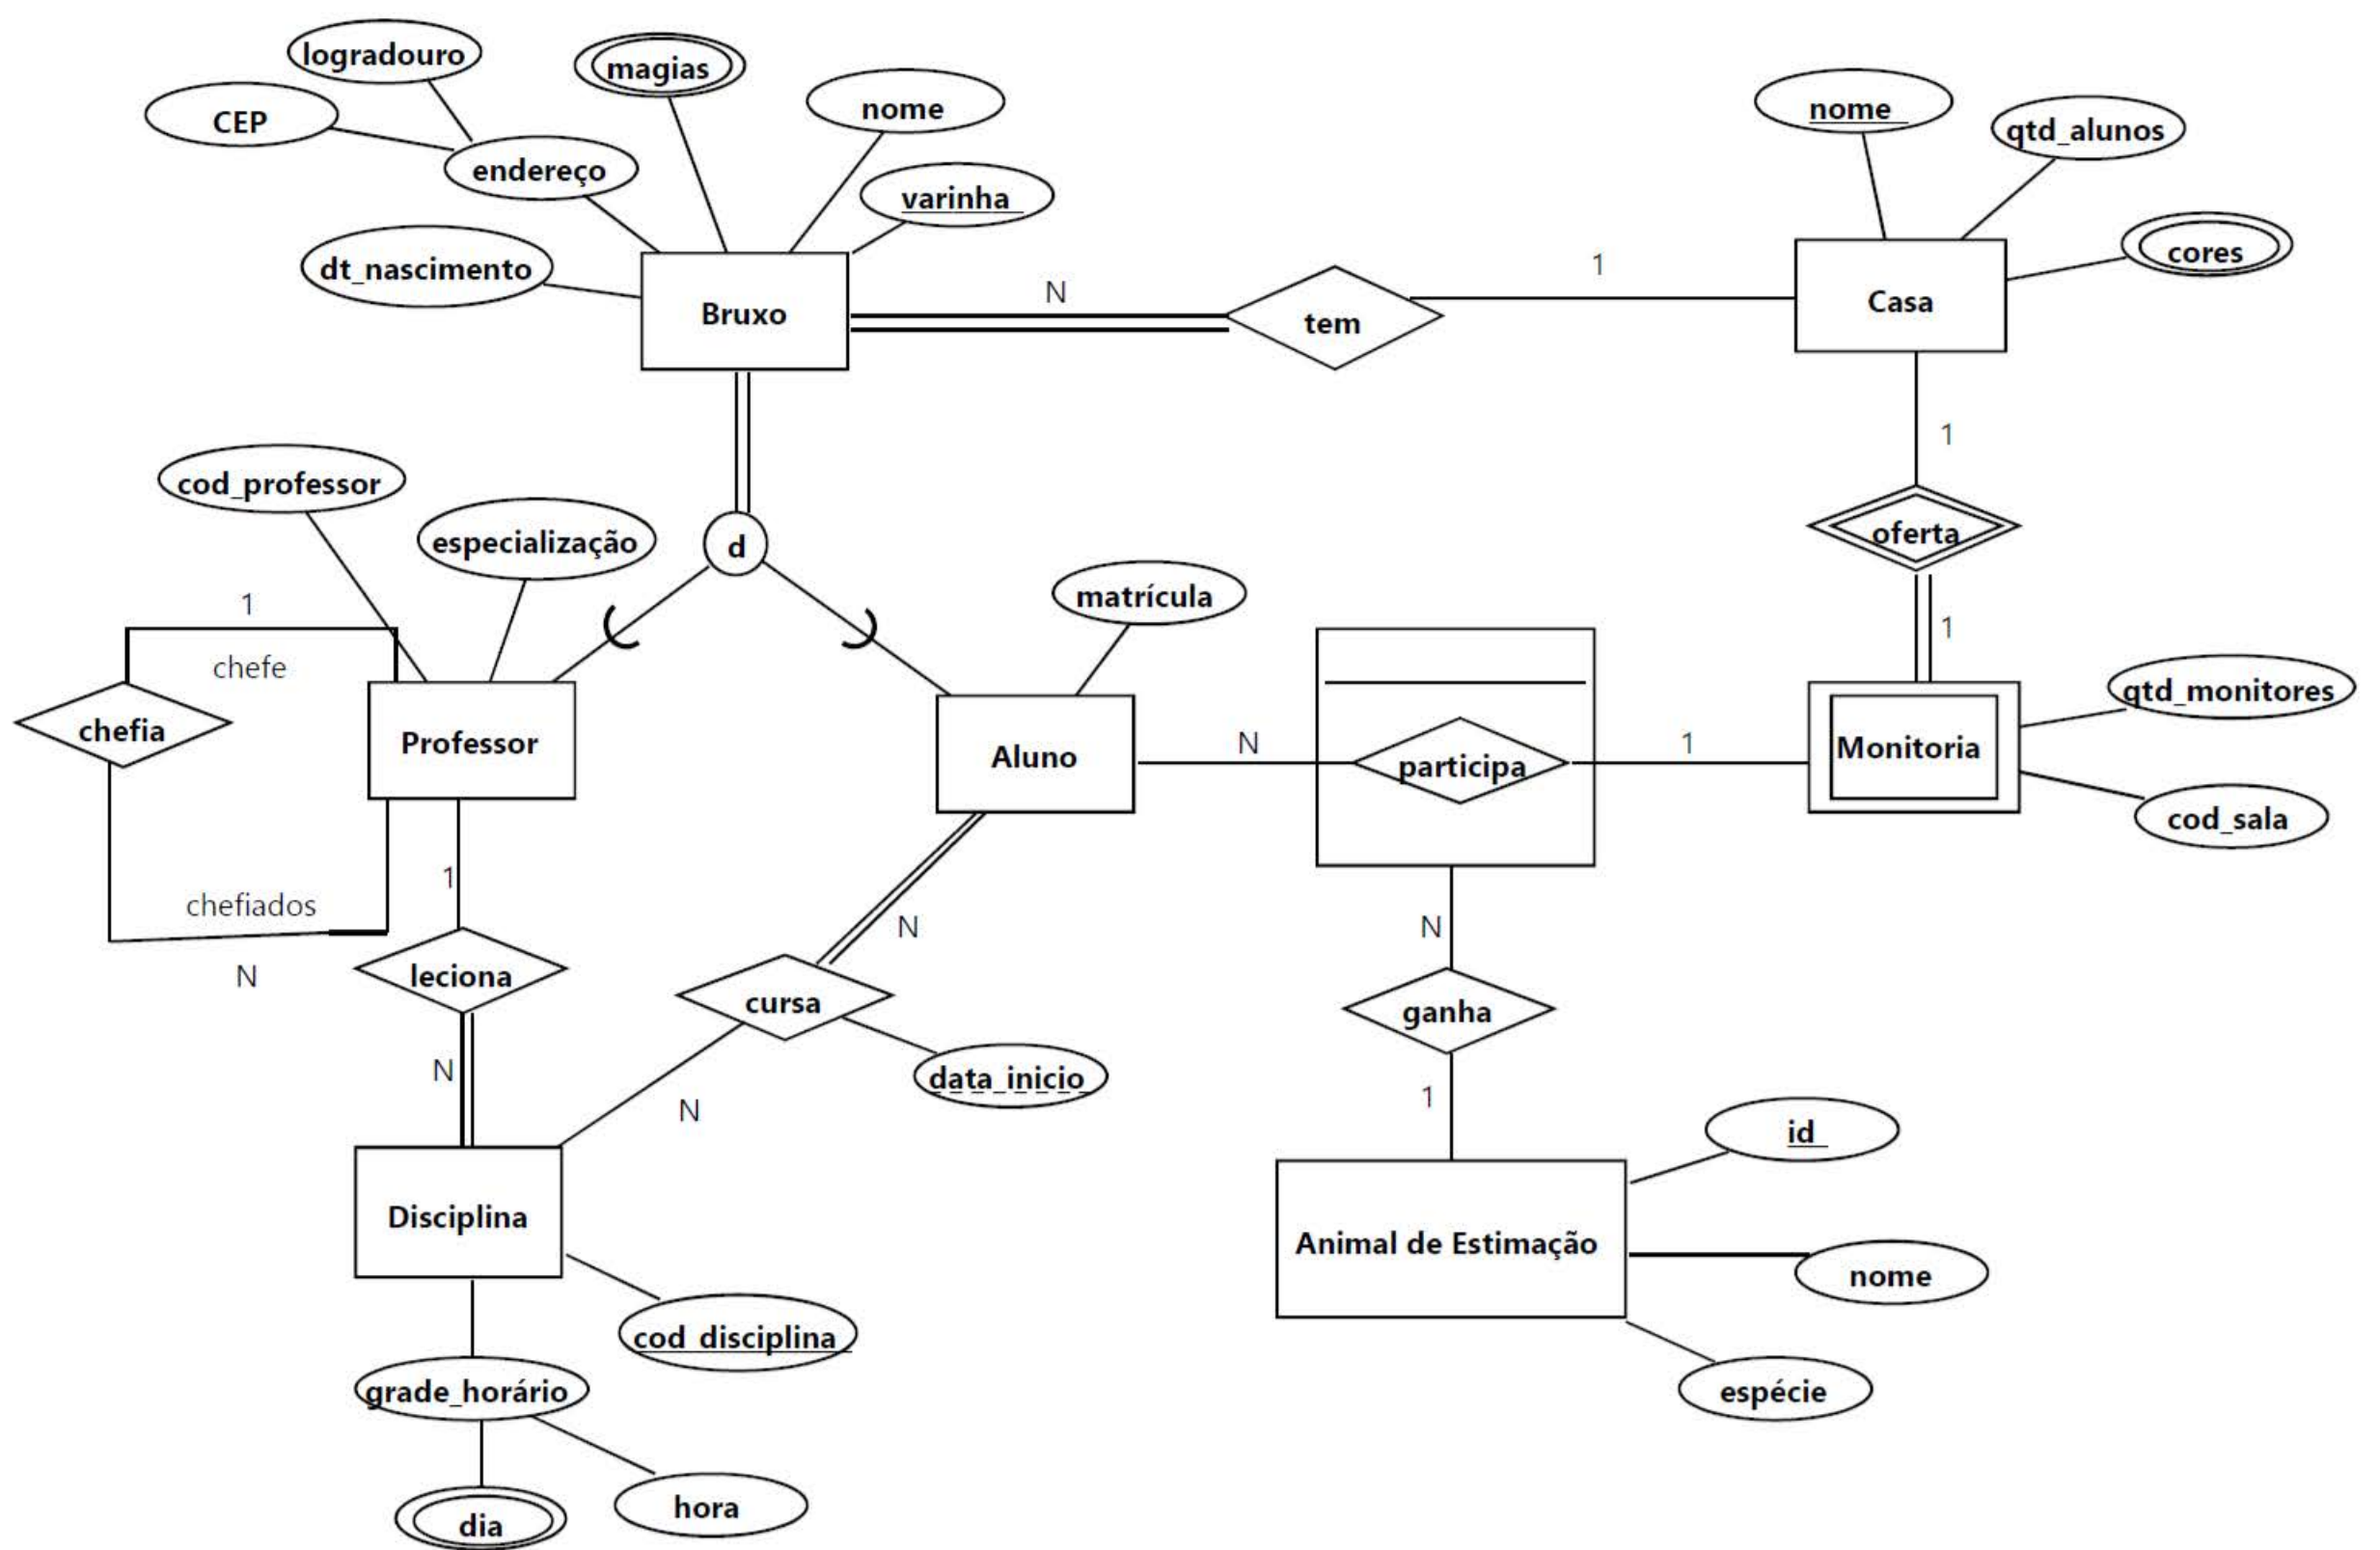 logradouro
magias
nome
nome
CEP
qtd_alunos
endereço
varinha
cores
dt_nascimento
N
1
Bruxo
tem
Casa
1
cod_professor
oferta
especialização
d
matrícula
1
1
chefe
qtd_monitores
chefia
Professor
Aluno
N
participa
1
Monitoria
cod_sala
1
chefiados
N
N
N
leciona
cursa
ganha
N
data_inicio
1
N
id
Disciplina
Animal de Estimação
nome
cod_disciplina
grade_horário
espécie
hora
dia